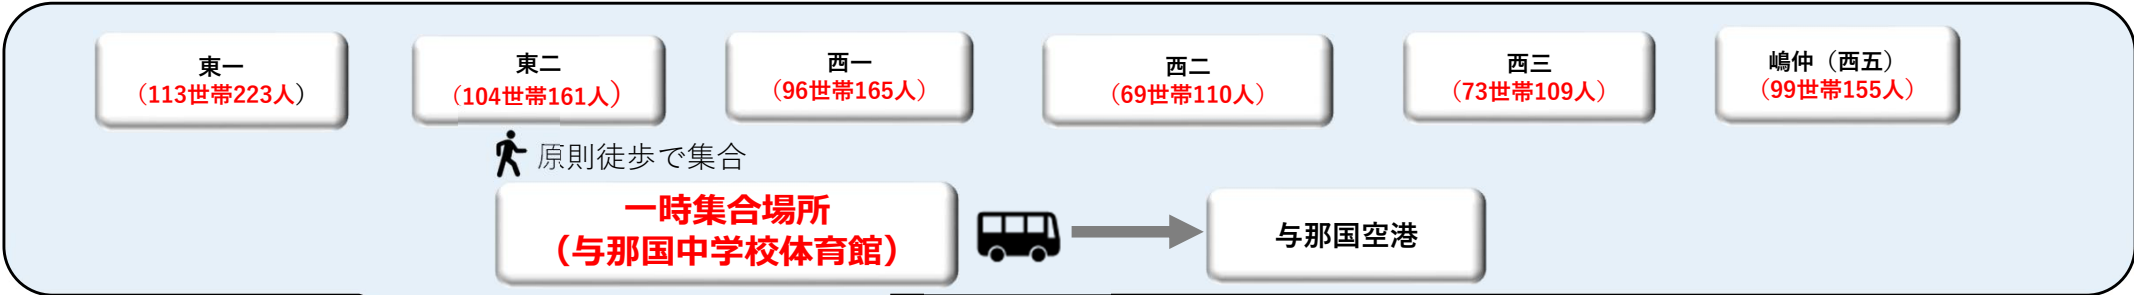 東一
（113世帯223人）
東二
（104世帯161人）
西一
（96世帯165人）
西二
（69世帯110人）
西三
（73世帯109人）
嶋仲（西五）
（99世帯155人）
原則徒歩で集合
一時集合場所
（与那国中学校体育館）
与那国空港